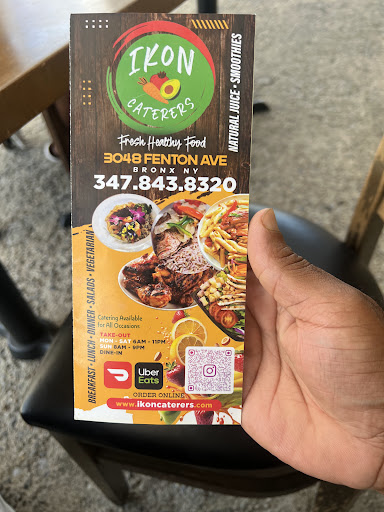 IKON
CATERERS
Fresh Healthy Food
3048 FENTON AVE
BRONX NY
347.843.8320
NATURAL JUICE • SMOOTHIES
BREAKFAST • LUNCH • DINNER • SALADS • VEGETARIAN
Catering Available
for All Occasions
TAKE-OUT
MON - SAT 6AM - 11PM
SUN 8AM - 9PM
DINE-IN
Uber
Eats
ORDER ONLINE
www.ikoncaterers.com